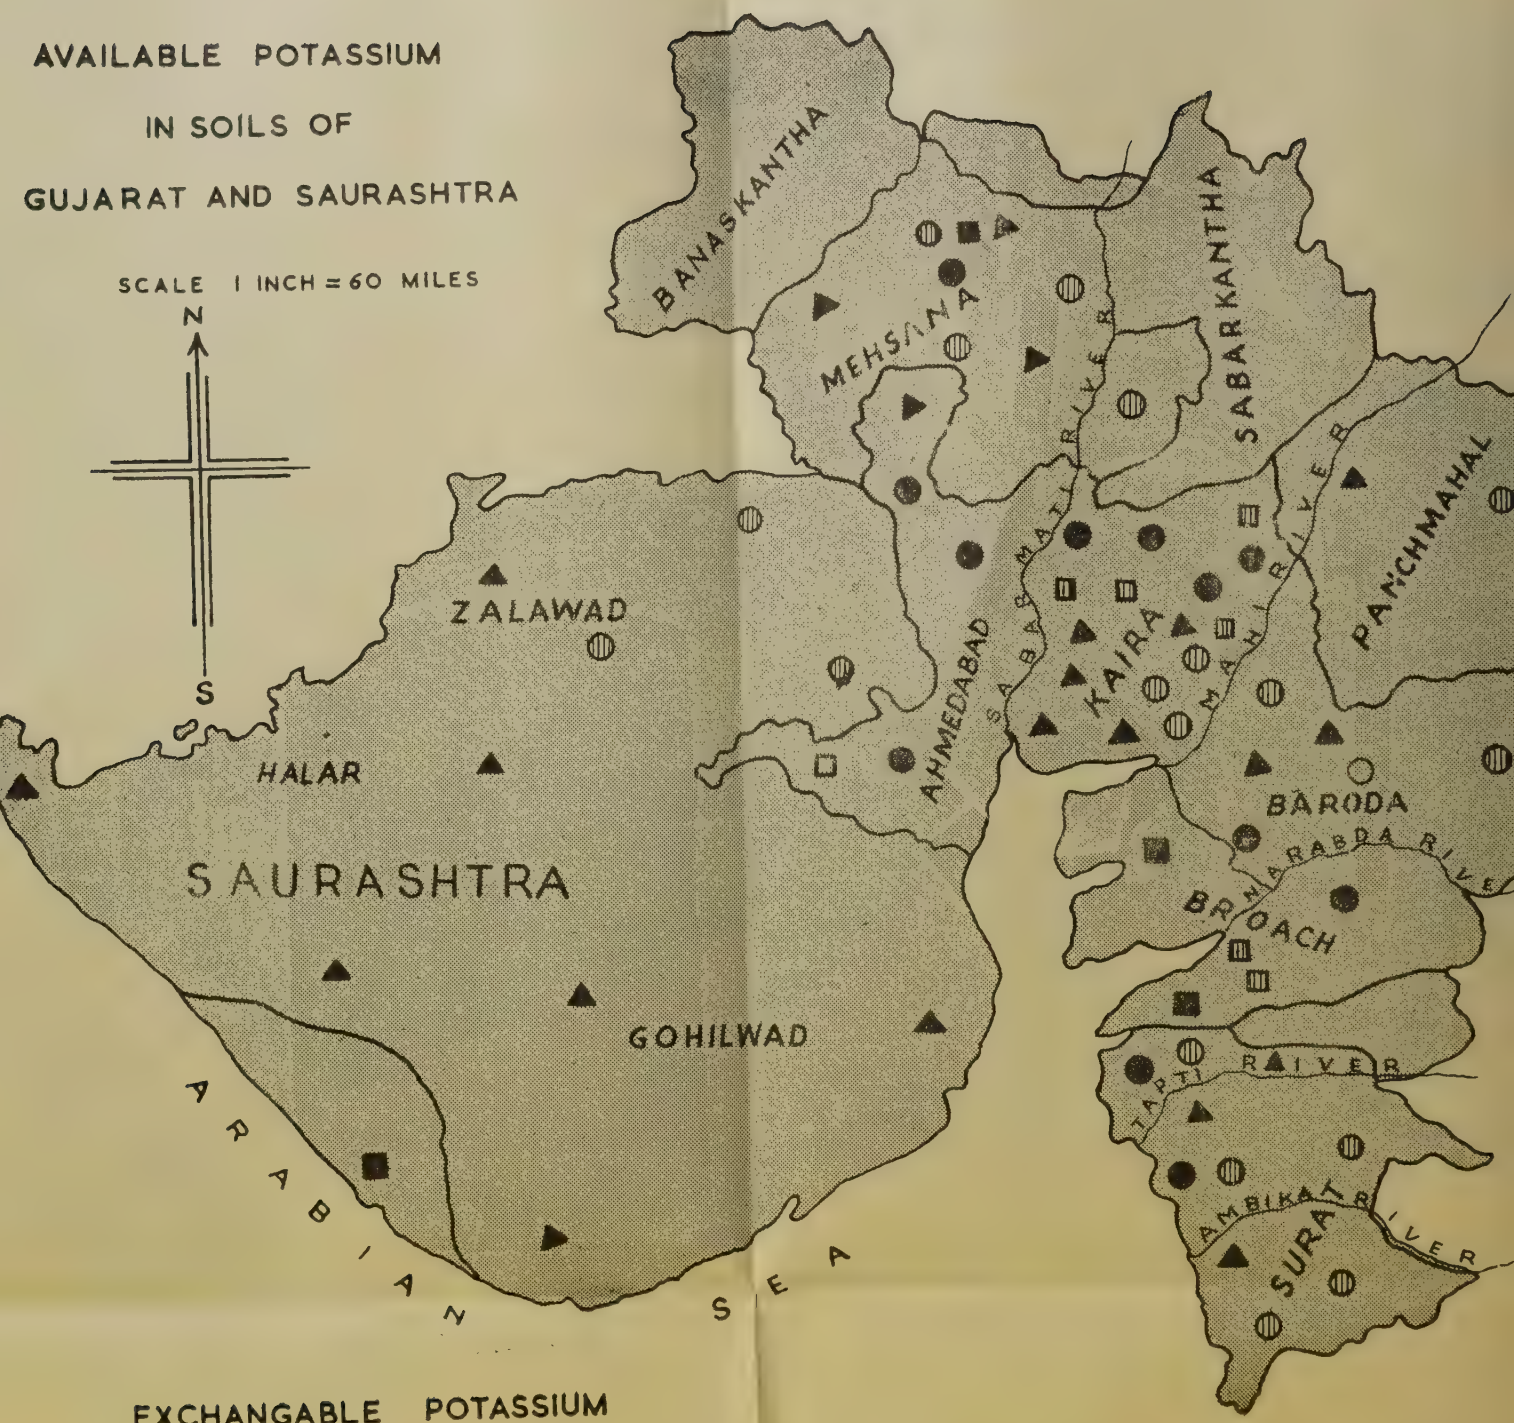 AVAILABLE POTASSIUM
IN SOILS OF
GUJARAT AND SAURASHTRA
SCALE 1 INCH = 60 MILES
N
S
BANASKANTHA
SABARKANTHA
MEHSANA
SABARMATI RIVER
MAHI RIVER
PANCHMAHAL
ZALAWAD
AHMEDABAD
KAIRA
HALAR
BARODA
SAURASHTRA
NARABDA RIVE
BROACH
GOHILWAD
TAPTI RIVER
AMBIKA RIVER
SURAT
ARABIAN SEA
EXCHANGABLE POTASSIUM